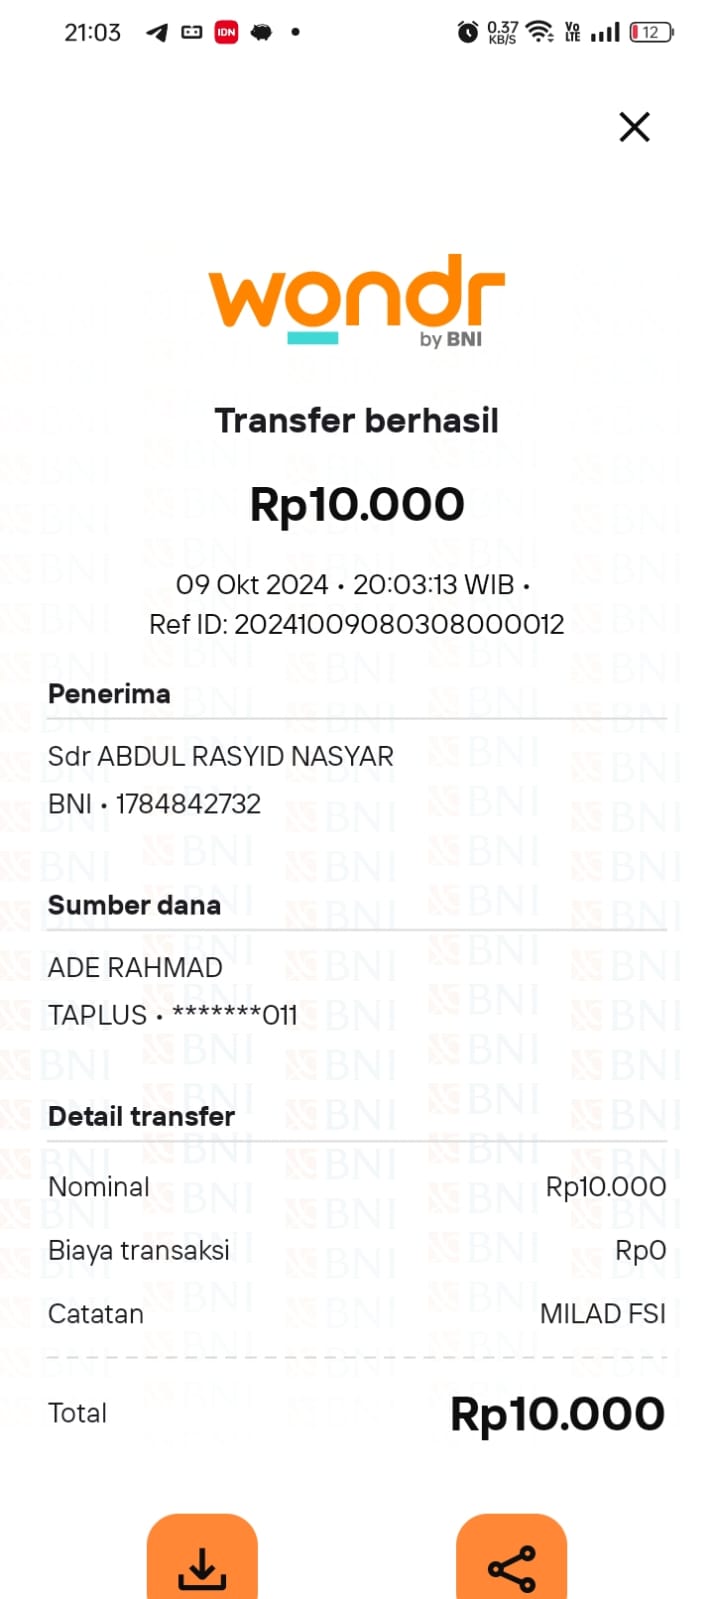 21:03 IDN 0.37 KB/S Vo LTE 12
wondr
by BNI
Transfer berhasil
Rp10.000
09 Okt 2024 • 20:03:13 WIB •
Ref ID: 20241009080308000012
Penerima
Sdr ABDUL RASYID NASYAR
BNI • 1784842732
Sumber dana
ADE RAHMAD
TAPLUS • *******011
Detail transfer
Nominal Rp10.000
Biaya transaksi Rp0
Catatan MILAD FSI
Total Rp10.000